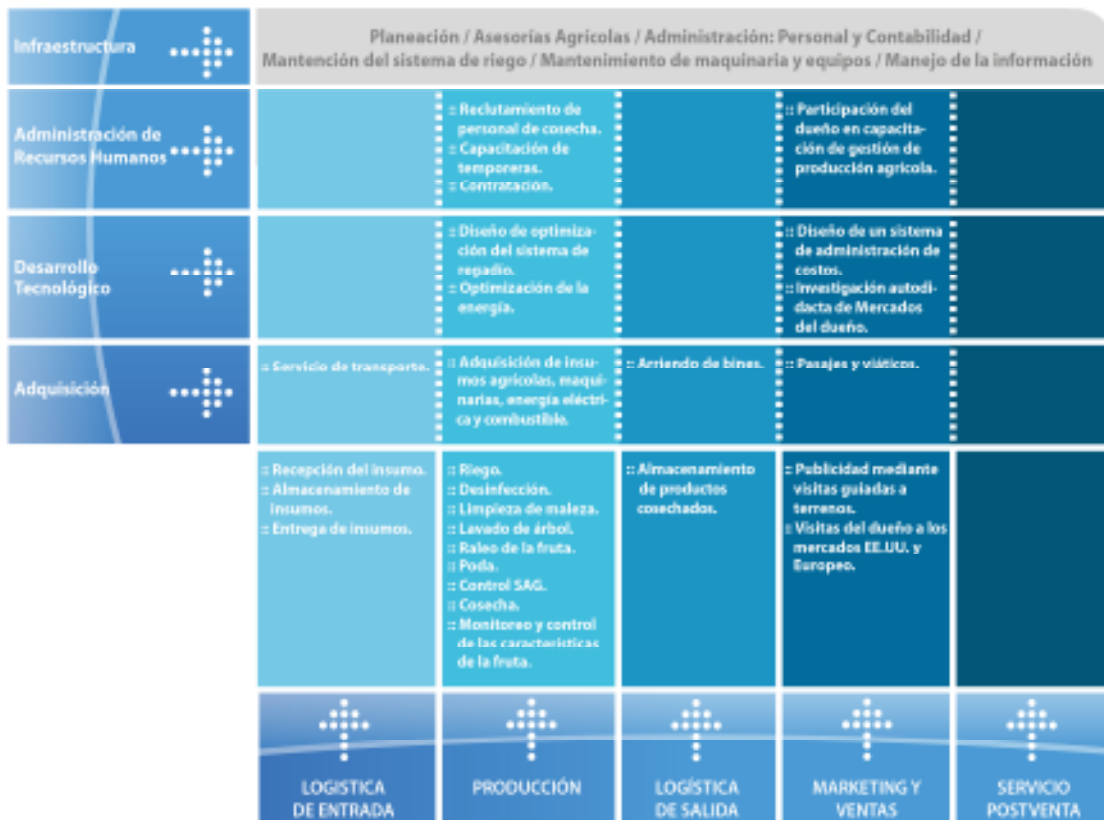 Infraestructura
Planeación / Asesorías Agrícolas / Administración: Personal y Contabilidad /
Mantención del sistema de riego / Mantenimiento de maquinaria y equipos / Manejo de la información
Administración de
Recursos Humanos
:: Reclutamiento de
personal de cosecha.
:: Capacitación de
temporeras.
:: Contratación.
:: Participación del
dueño en capacita-
ción de gestión de
producción agrícola.
Desarrollo
Tecnológico
:: Diseño de optimiza-
ción del sistema de
regadio.
:: Optimización de la
energía.
:: Diseño de un sistema
de administración de
costos.
:: Investigación autodi-
dacta de Mercados
del dueño.
Adquisición
:: Servicio de transporte.
:: Adquisición de insu-
mos agrícolas, maqui-
narias, energía eléctri-
ca y combustible.
:: Arriendo de bines.
:: Pasajes y viáticos.
:: Recepción del insumo.
:: Almacenamiento de
insumos.
:: Entrega de insumos.
:: Riego.
:: Desinfección.
:: Limpieza de maleza.
:: Lavado de árbol.
:: Raleo de la fruta.
:: Poda.
:: Control SAG.
:: Cosecha.
:: Monitoreo y control
de las características
de la fruta.
:: Almacenamiento
de productos
cosechados.
:: Publicidad mediante
visitas guiadas a
terrenos.
:: Visitas del dueño a los
mercados EE.UU. y
Europeo.
LOGISTICA
DE ENTRADA
PRODUCCIÓN
LOGÍSTICA
DE SALIDA
MARKETING Y
VENTAS
SERVICIO
POSTVENTA